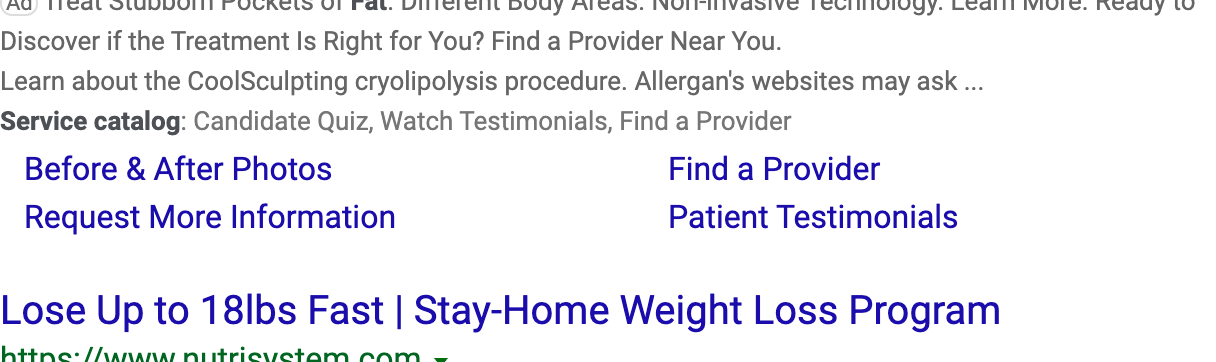 Ad Treat Stubborn Pockets of Fat. Different Body Areas. Non-Invasive Technology. Learn More. Ready to
Discover if the Treatment Is Right for You? Find a Provider Near You.
Learn about the CoolSculpting cryolipolysis procedure. Allergan's websites may ask ...
Service catalog: Candidate Quiz, Watch Testimonials, Find a Provider
Before & After Photos Find a Provider
Request More Information Patient Testimonials
Lose Up to 18lbs Fast | Stay-Home Weight Loss Program
https://www.nutrisystem.com